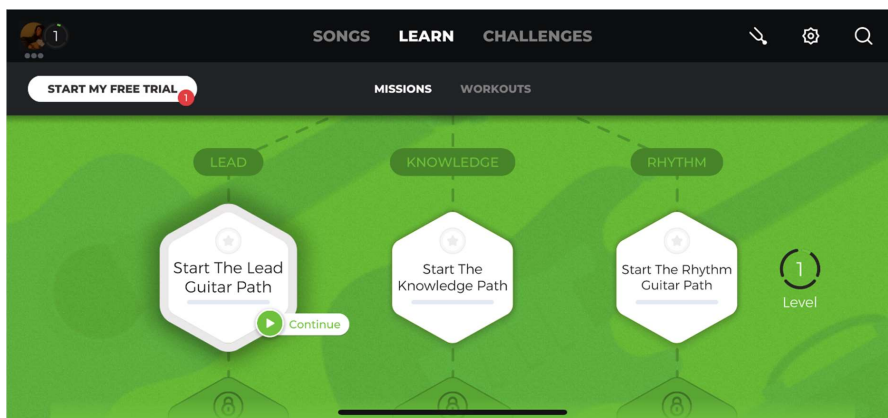 1
SONGS LEARN CHALLENGES
START MY FREE TRIAL
1
MISSIONS WORKOUTS
LEAD KNOWLEDGE RHYTHM
Start The Lead
Guitar Path
Continue
Start The
Knowledge Path
Start The Rhythm
Guitar Path
1
Level